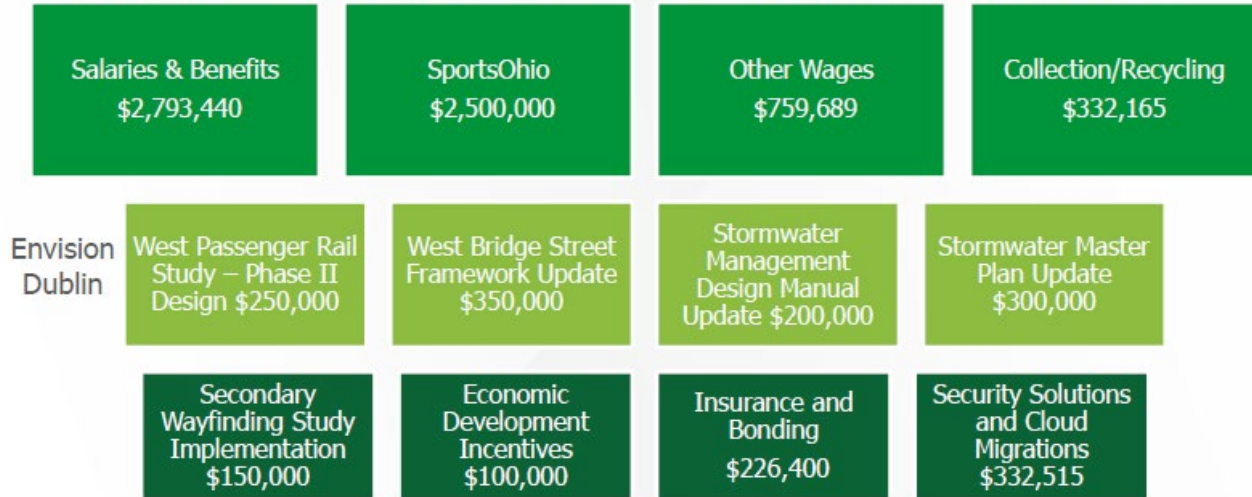 Salaries & Benefits
$2,793,440
SportsOhio
$2,500,000
Other Wages
$759,689
Collection/Recycling
$332,165
Envision
Dublin
West Passenger Rail
Study – Phase II
Design $250,000
West Bridge Street
Framework Update
$350,000
Stormwater
Management
Design Manual
Update $200,000
Stormwater Master
Plan Update
$300,000
Secondary
Wayfinding Study
Implementation
$150,000
Economic
Development
Incentives
$100,000
Insurance and
Bonding
$226,400
Security Solutions
and Cloud
Migrations
$332,515